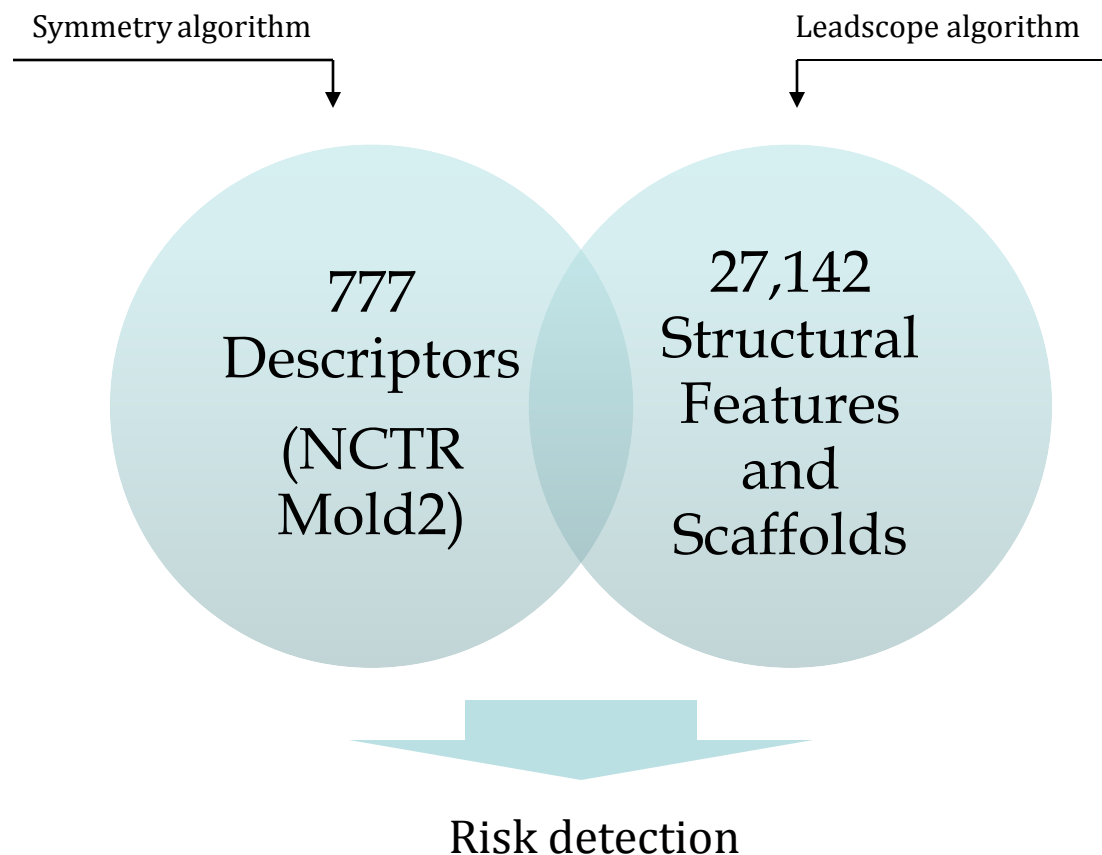 Symmetry algorithm
Leadscope algorithm
777
Descriptors
(NCTR
Mold2)
27,142
Structural
Features
and
Scaffolds
Risk detection